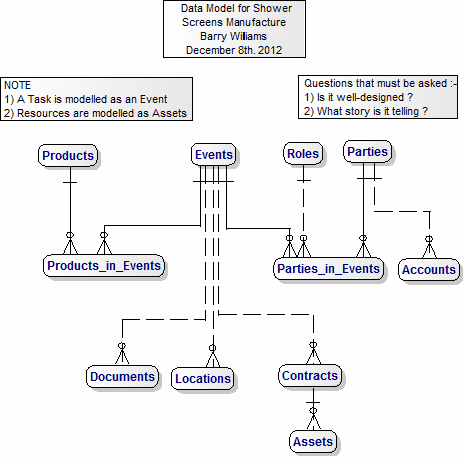 Data Model for Shower
Screens Manufacture
Barry Wiliams
December 8th. 2012
NOTE
1) A Task is modelled as an Event
2) Resources are modelled as Assets
Questions that must be asked :-
1) Is it well-designed ?
2) What story is it telling ?
Products
Events
Roles
Parties
Products_in_Events
Parties_in_Events
Accounts
Documents
Locations
Contracts
Assets